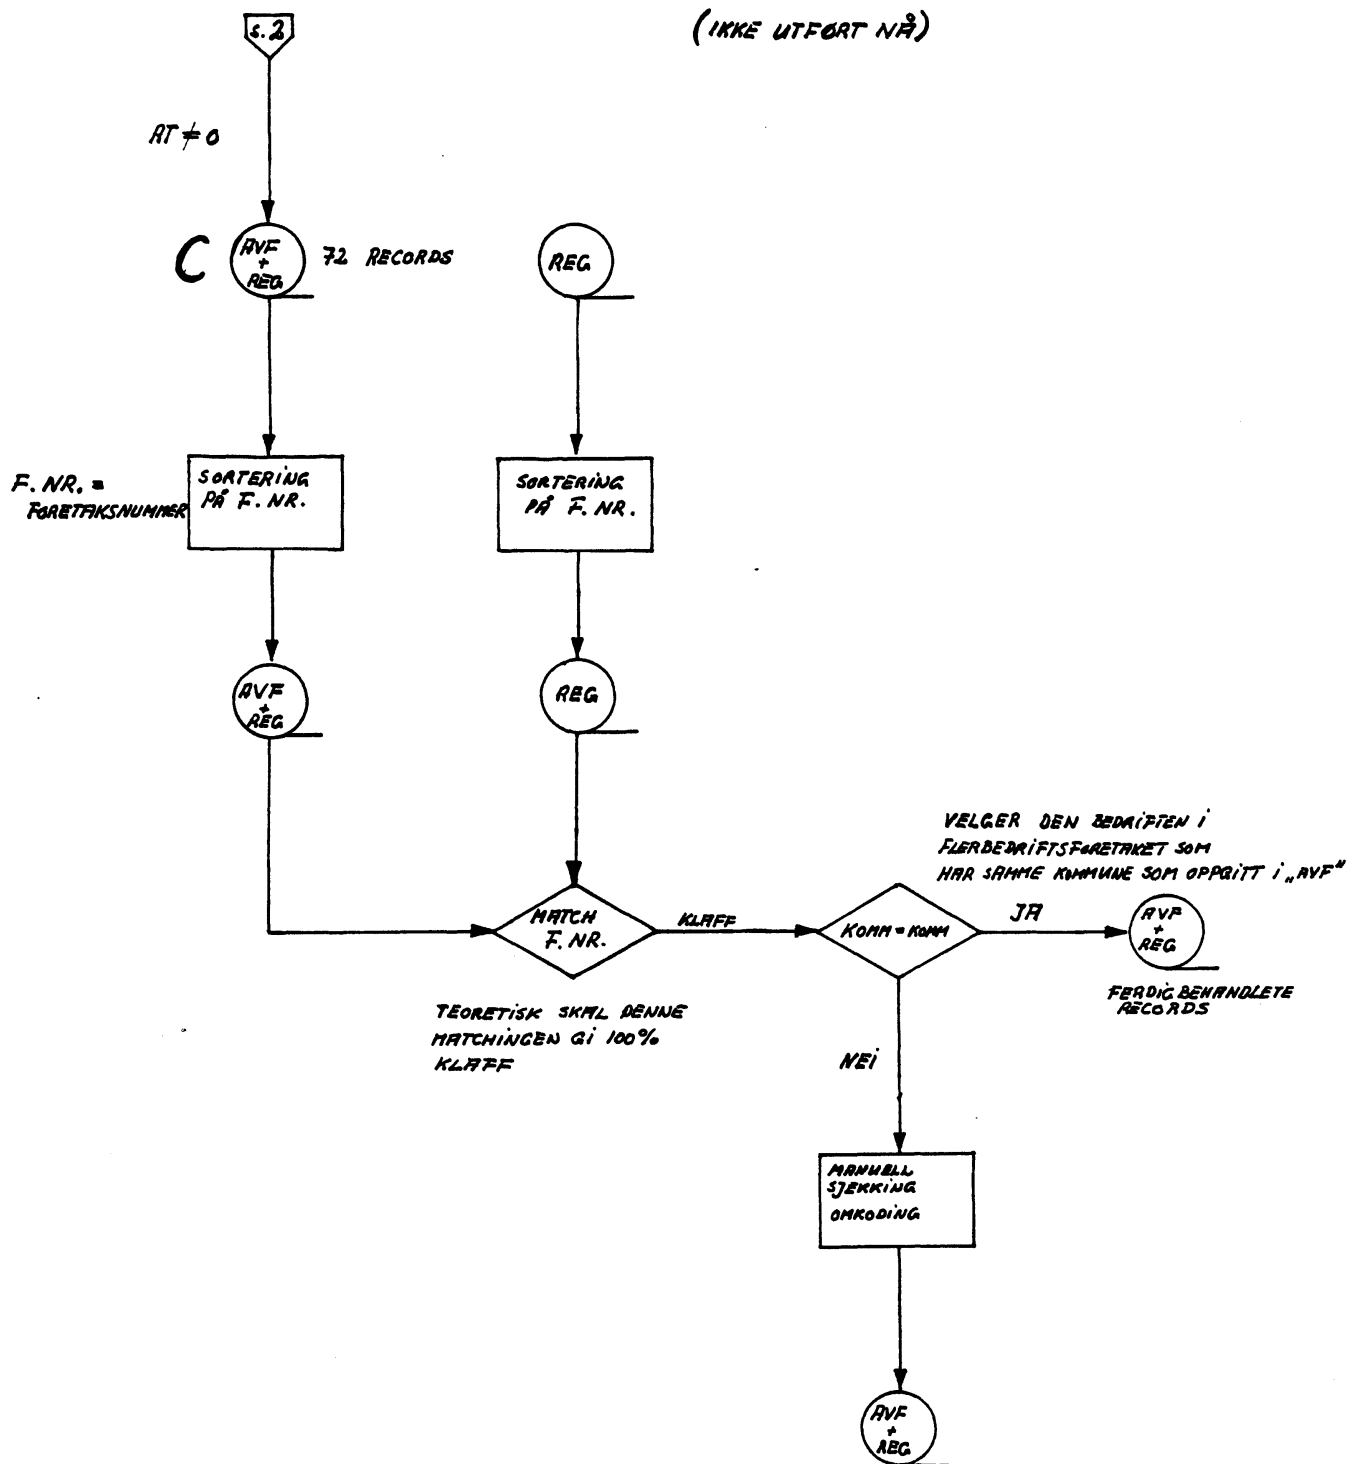 s.2
(IKKE UTFØRT NÅ)
AT ≠ 0
C
AVF
+
REG
72 RECORDS
REG
F. NR. =
FORETAKSNUMMER
SORTERING
PÅ F. NR.
SORTERING
PÅ F. NR.
AVF
+
REG
REG
VELGER DEN BEDRIFTEN i
FLERBEDRIFTSFORETAKET SOM
HAR SAMME KOMMUNE SOM OPPGITT i „AVF"
MATCH
F. NR.
KLAFF
KOMM = KOMM
JA
AVF
+
REG
FERDIG BEHANDLETE
RECORDS
TEORETISK SKAL DENNE
MATCHINGEN GI 100%
KLAFF
NEI
MANUELL
SJEKKING
OMKODING
AVF
+
REG